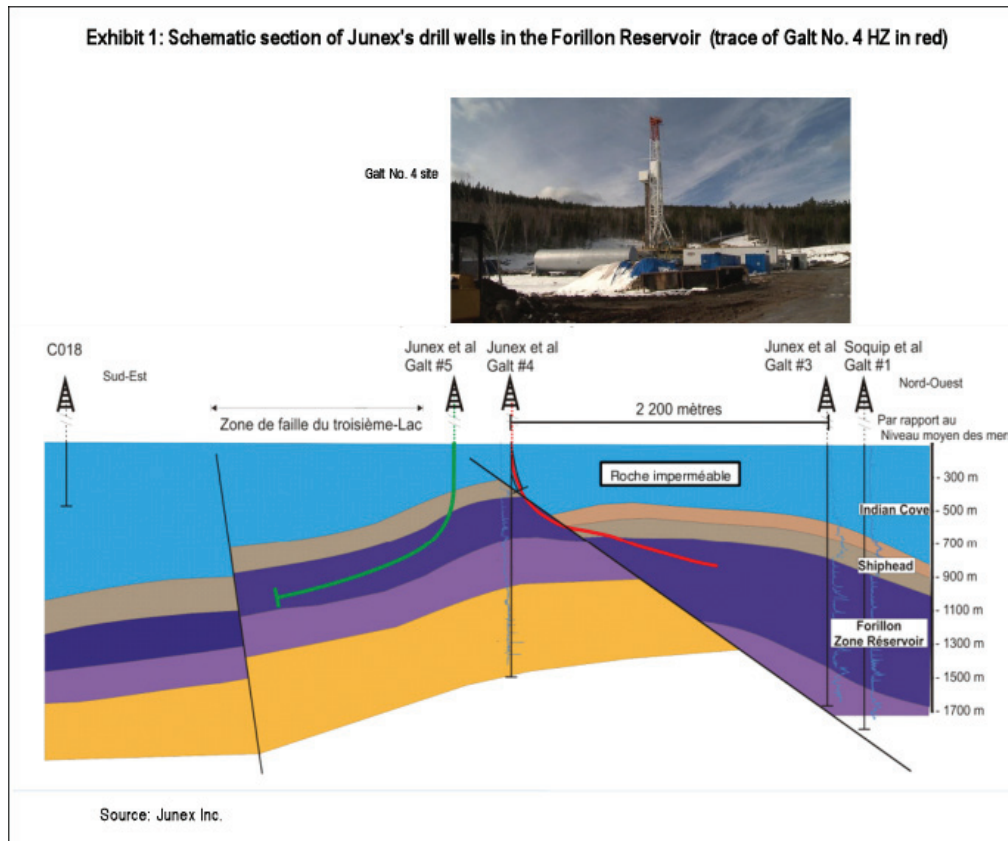 Exhibit 1: Schematic section of Junex's drill wells in the Forillon Reservoir (trace of Galt No. 4 HZ in red)
Galt No. 4 site
C018
Sud-Est
Junex et al
Galt #5
Junex et al
Galt #4
Junex et al
Galt #3
Soquip et al
Galt #1
Nord-Ouest
Zone de faille du troisième-Lac
2 200 mètres
Par rapport au
Niveau moyen des mer
Roche imperméable
- 300 m
Indian Cove
- 500 m
- 700 m
Shiphead
- 900 m
- 1100 m
Forillon
Zone Réservoir
- 1300 m
- 1500 m
- 1700 m
Source: Junex Inc.